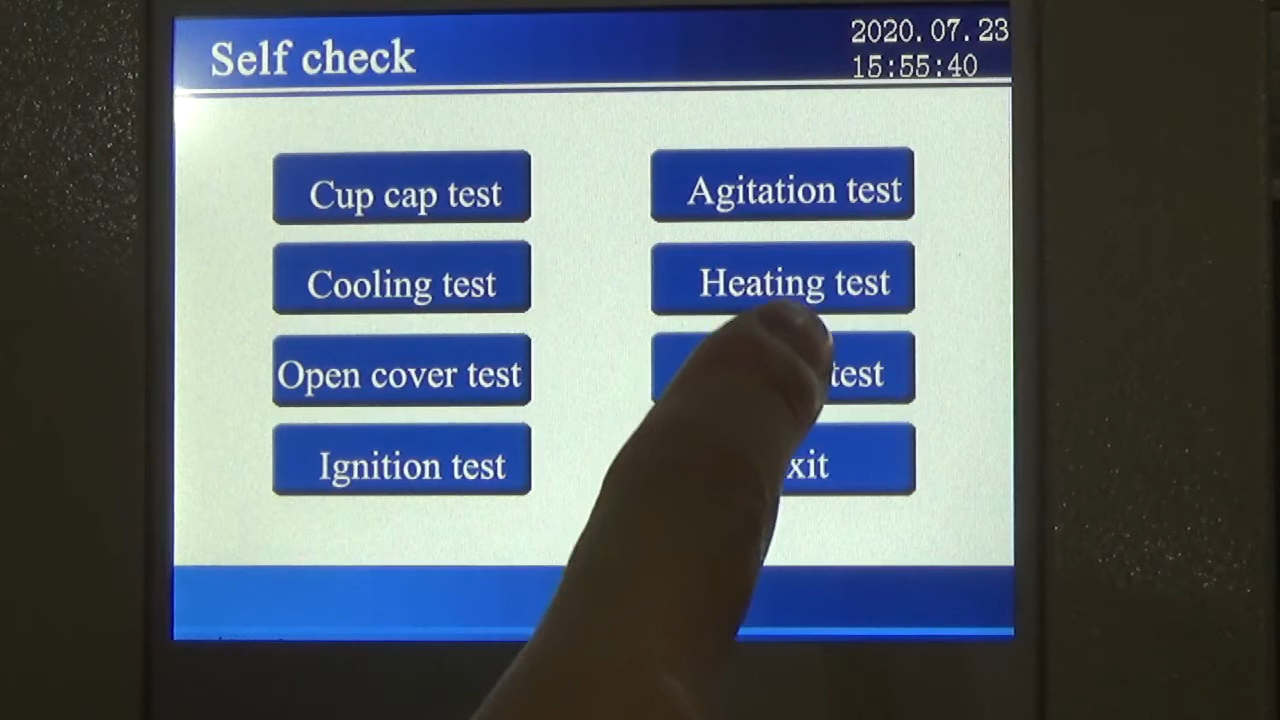 Self check
2020.07.23
15:55:40
Cup cap test
Agitation test
Cooling test
Heating test
Open cover test
test
Ignition test